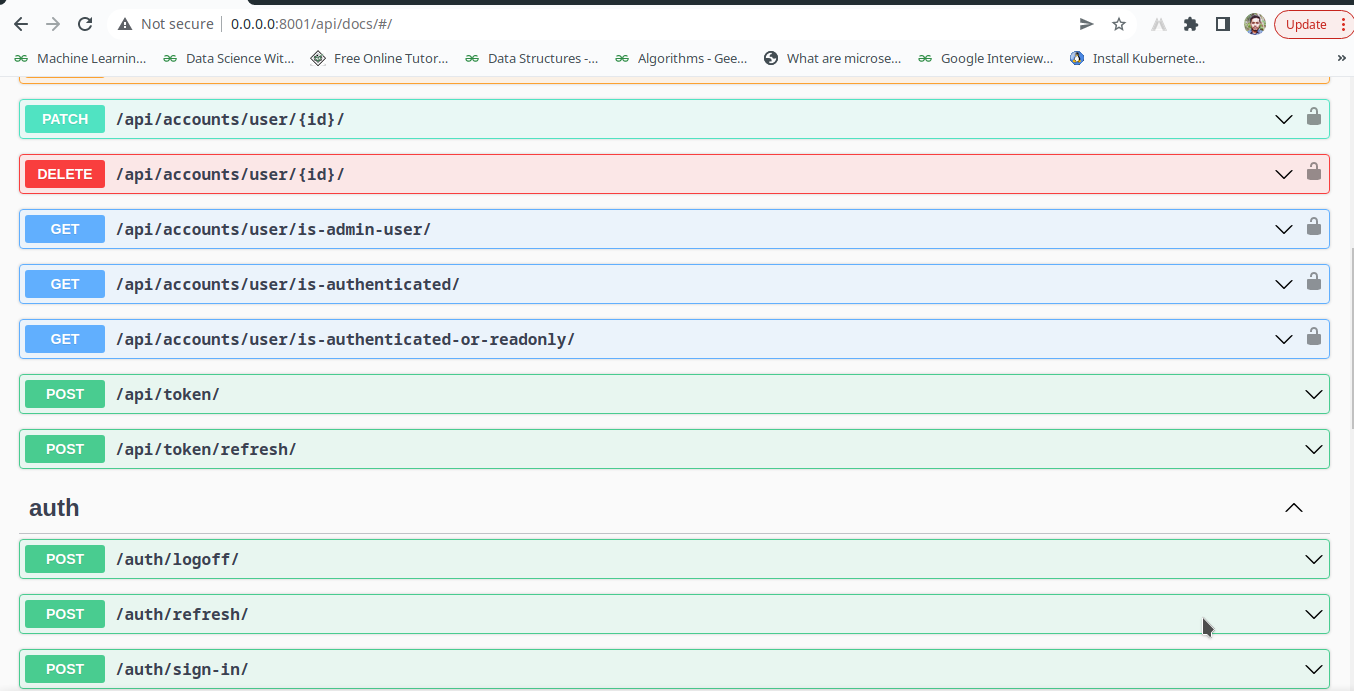 Not secure 0.0.0.0:8001/api/docs/#/ Update
Machine Learnin... Data Science Wit... Free Online Tutor... Data Structures -... Algorithms - Gee... What are microse... Google Interview... Install Kubernete... »
PATCH /api/accounts/user/{id}/
DELETE /api/accounts/user/{id}/
GET /api/accounts/user/is-admin-user/
GET /api/accounts/user/is-authenticated/
GET /api/accounts/user/is-authenticated-or-readonly/
POST /api/token/
POST /api/token/refresh/
auth
POST /auth/logoff/
POST /auth/refresh/
POST /auth/sign-in/